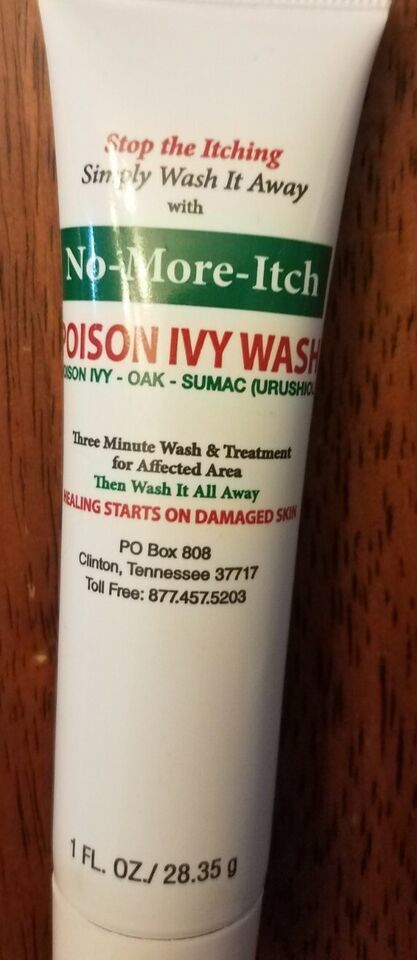 Stop the Itching
Simply Wash It Away
with
No-More-Itch
POISON IVY WASH
POISON IVY - OAK - SUMAC (URUSHIOL
Three Minute Wash & Treatment
for Affected Area
Then Wash It All Away
HEALING STARTS ON DAMAGED SKIN
PO Box 808
Clinton, Tennessee 37717
Toll Free: 877.457.5203
1 FL. OZ./ 28.35 g